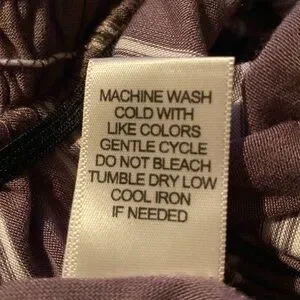 MACHINE WASH
COLD WITH
LIKE COLORS
GENTLE CYCLE
DO NOT BLEACH
TUMBLE DRY LOW
COOL IRON
IF NEEDED